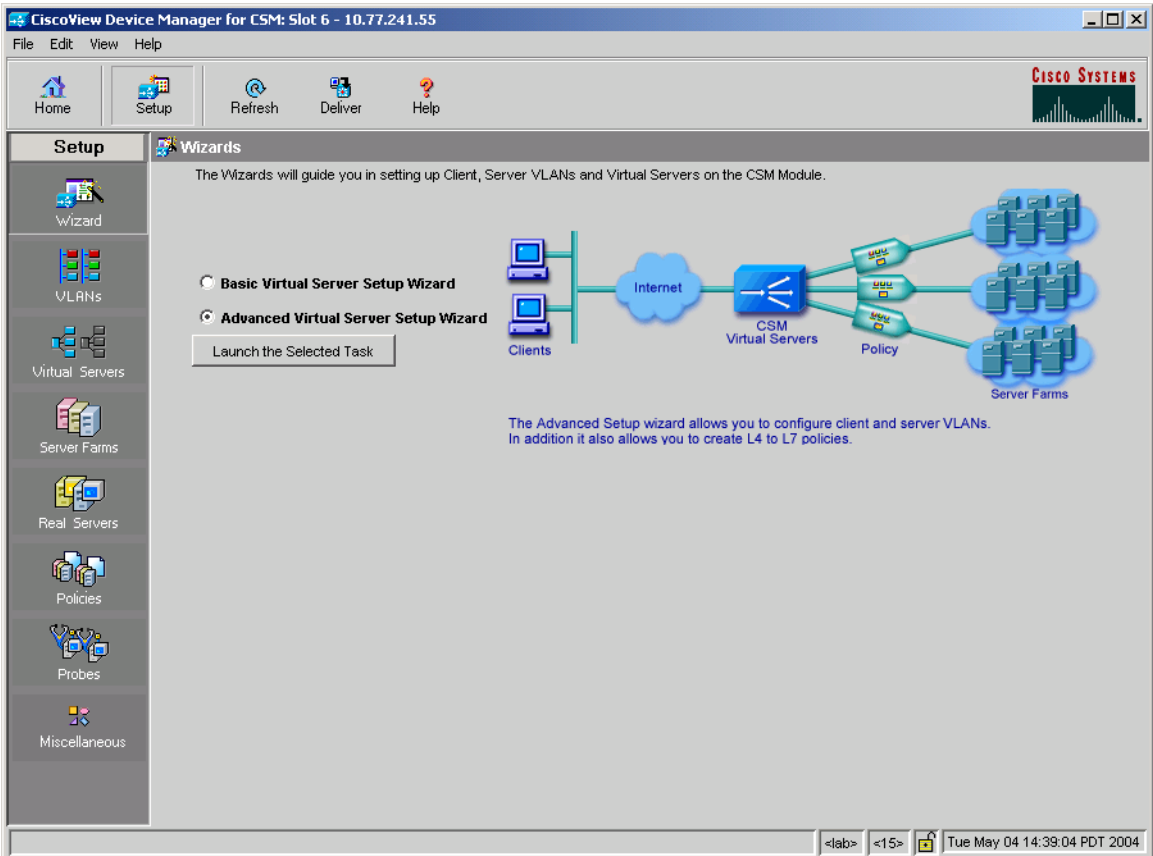 CiscoView Device Manager for CSM: Slot 6 - 10.77.241.55
File Edit View Help
Home Setup Refresh Deliver Help
CISCO SYSTEMS
Setup
Wizards
The Wizards will guide you in setting up Client, Server VLANs and Virtual Servers on the CSM Module.
Wizard
VLANs
Virtual Servers
Server Farms
Real Servers
Policies
Probes
Miscellaneous
Basic Virtual Server Setup Wizard
Advanced Virtual Server Setup Wizard
Launch the Selected Task
Internet
Clients
CSM
Virtual Servers
Policy
Server Farms
The Advanced Setup wizard allows you to configure client and server VLANs.
In addition it also allows you to create L4 to L7 policies.
<lab> <15> Tue May 04 14:39:04 PDT 2004